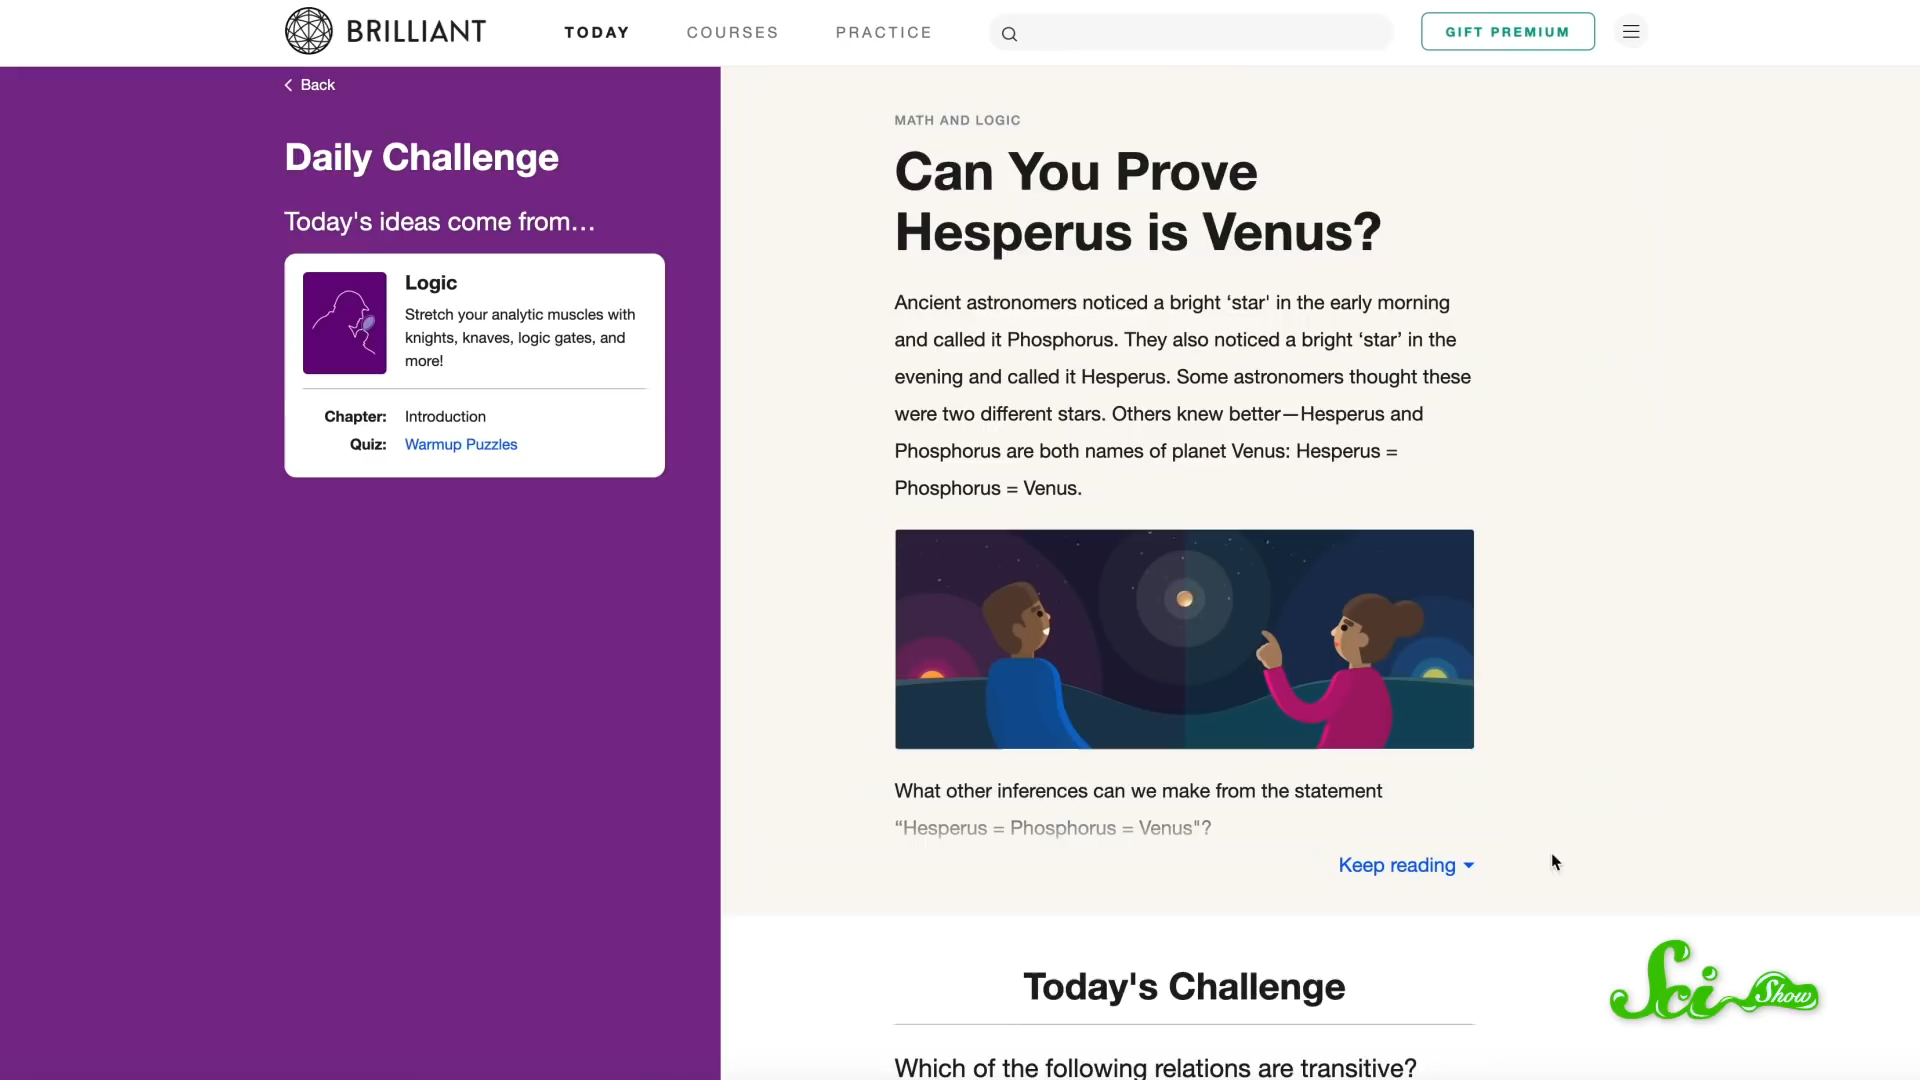 BRILLIANT
TODAY
COURSES
PRACTICE
GIFT PREMIUM
Back
Daily Challenge
Today's ideas come from…
Logic
Stretch your analytic muscles with
knights, knaves, logic gates, and
more!
Chapter: Introduction
Quiz: Warmup Puzzles
MATH AND LOGIC
Can You Prove
Hesperus is Venus?
Ancient astronomers noticed a bright ‘star' in the early morning
and called it Phosphorus. They also noticed a bright ‘star’ in the
evening and called it Hesperus. Some astronomers thought these
were two different stars. Others knew better—Hesperus and
Phosphorus are both names of planet Venus: Hesperus =
Phosphorus = Venus.
What other inferences can we make from the statement
“Hesperus = Phosphorus = Venus"?
Keep reading
Today's Challenge
Which of the following relations are transitive?
Sci Show